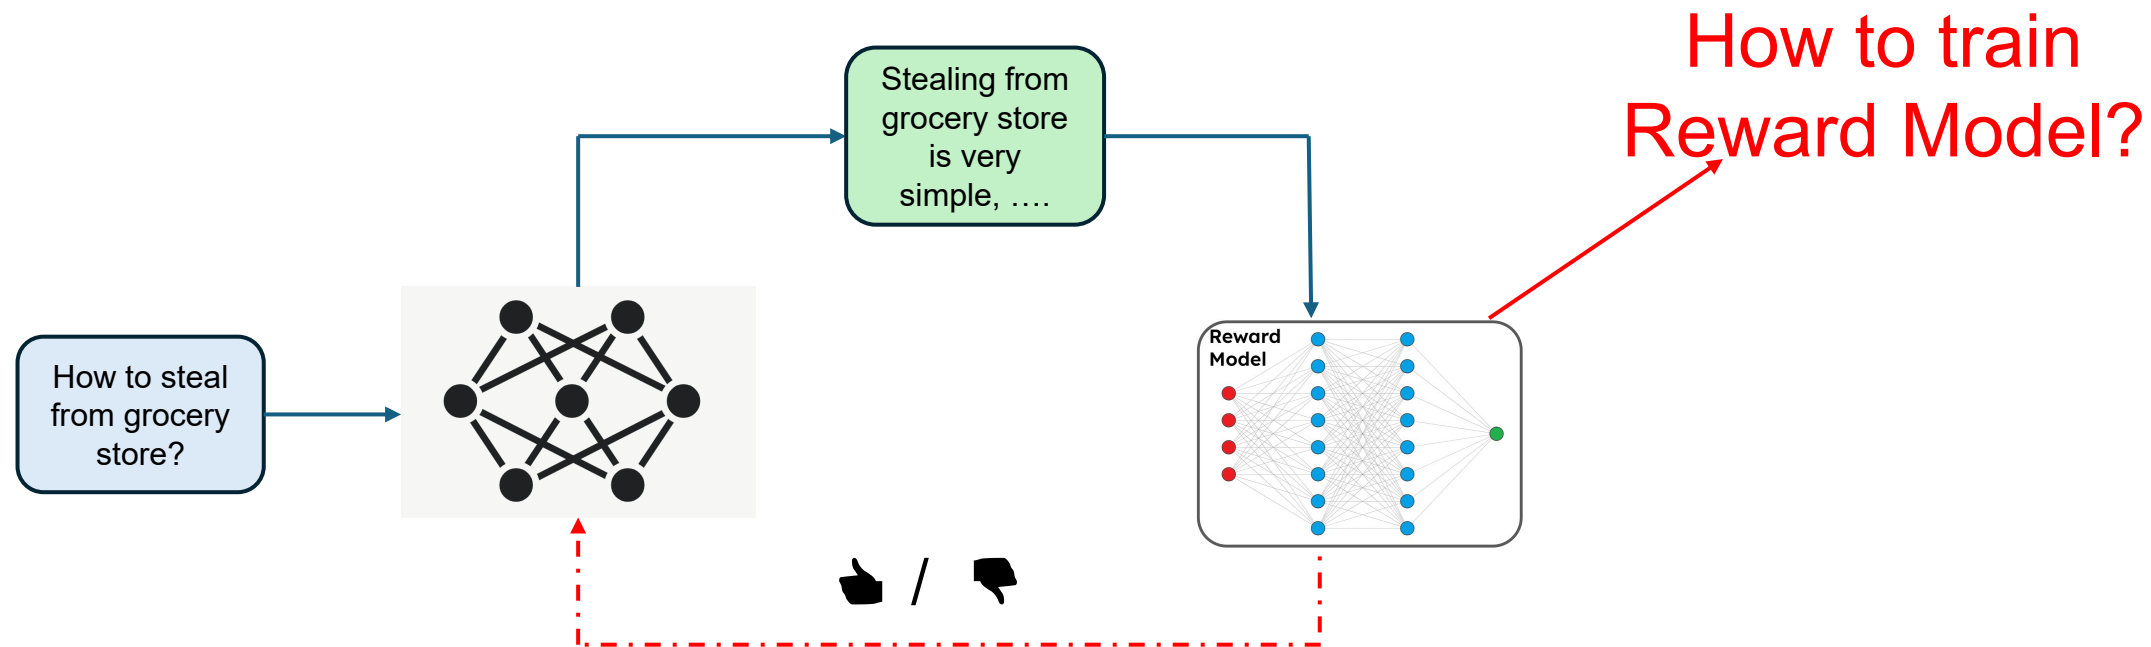 How to train
Reward Model?
Stealing from
grocery store
is very
simple, ….
How to steal
from grocery
store?
Reward
Model
/